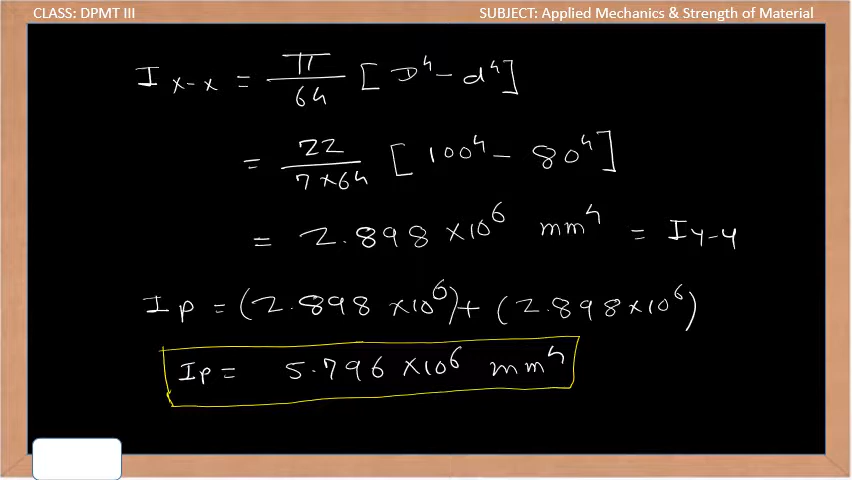 CLASS: DPMT III
SUBJECT: Applied Mechanics & Strength of Material
I x-x = π/64 [D⁴ - d⁴]
= 22/7×64 [100⁴ - 80⁴]
= 2.898 ×10⁶ mm⁴ = I y-y
Ip = (2.898 ×10⁶) + (2.898 ×10⁶)
Ip = 5.796 ×10⁶ mm⁴